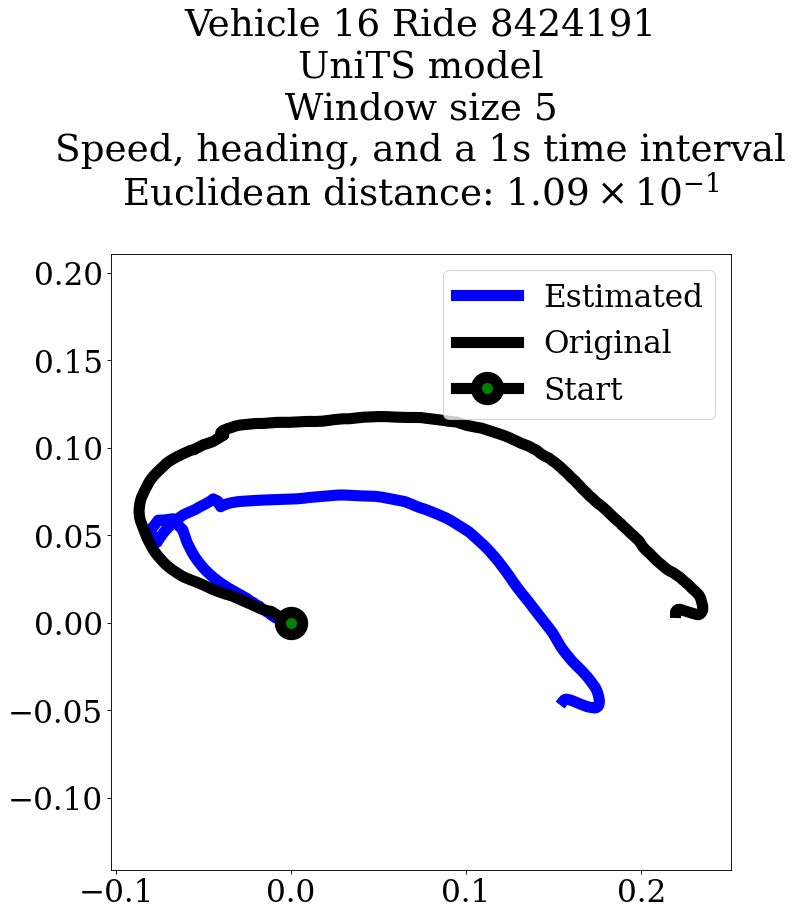 Vehicle 16 Ride 8424191
UniTS model
Window size 5
Speed, heading, and a 1s time interval
Euclidean distance: 1.09 × 10⁻¹
Estimated
Original
Start
0.20
0.15
0.10
0.05
0.00
−0.05
−0.10
−0.1 0.0 0.1 0.2